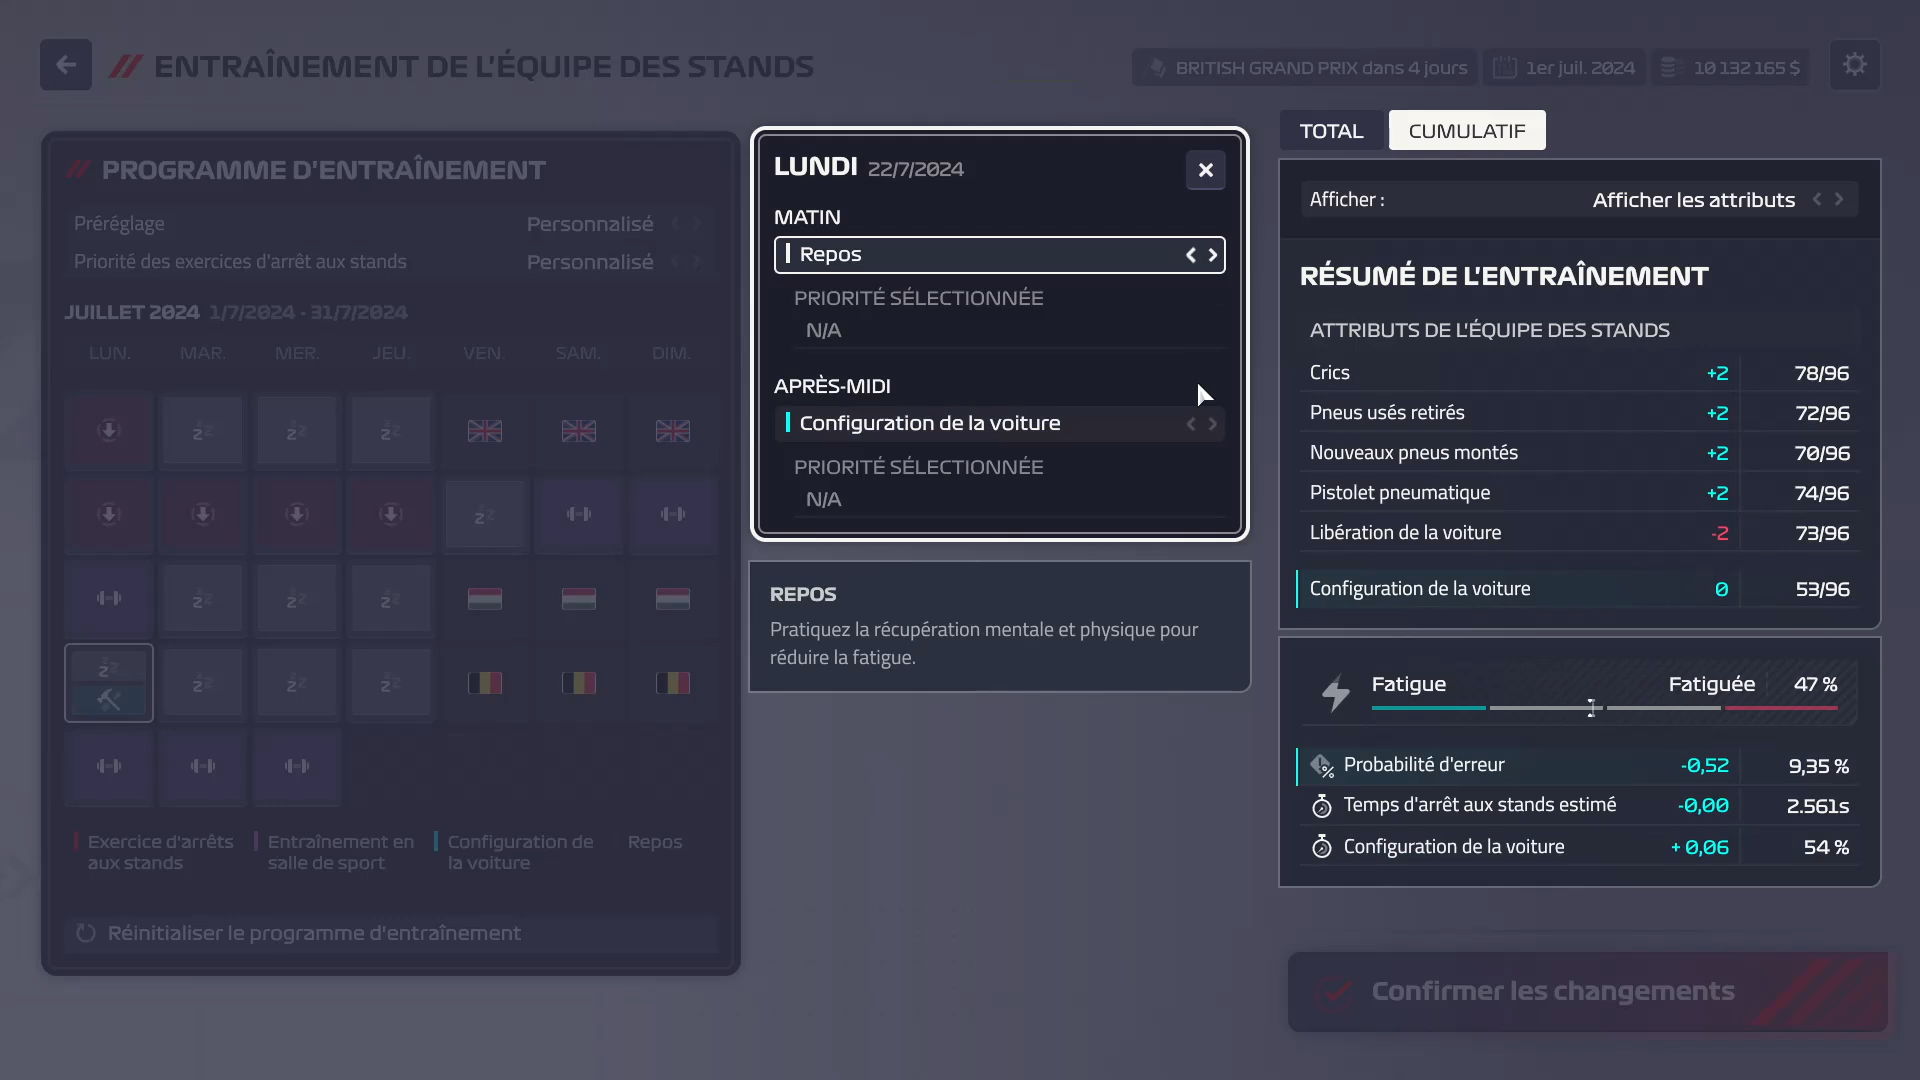 ENTRAÎNEMENT DE L'ÉQUIPE DES STANDS
BRITISH GRAND PRIX dans 4 jours
1er juil. 2024
10 132 165 $
PROGRAMME D'ENTRAÎNEMENT
Préréglage
Personnalisé
Priorité des exercices d'arrêt aux stands
Personnalisé
JUILLET 2024 1/7/2024 - 31/7/2024
LUN. MAR. MER. JEU. VEN. SAM. DIM.
Exercice d'arrêts
aux stands
Entraînement en
salle de sport
Configuration de
la voiture
Repos
Réinitialiser le programme d'entraînement
LUNDI 22/7/2024
MATIN
Repos
PRIORITÉ SÉLECTIONNÉE
N/A
APRÈS-MIDI
Configuration de la voiture
PRIORITÉ SÉLECTIONNÉE
N/A
REPOS
Pratiquez la récupération mentale et physique pour
réduire la fatigue.
TOTAL
CUMULATIF
Afficher :
Afficher les attributs
RÉSUMÉ DE L'ENTRAÎNEMENT
ATTRIBUTS DE L'ÉQUIPE DES STANDS
Crics +2 78/96
Pneus usés retirés +2 72/96
Nouveaux pneus montés +2 70/96
Pistolet pneumatique +2 74/96
Libération de la voiture -2 73/96
Configuration de la voiture 0 53/96
Fatigue Fatiguée 47 %
Probabilité d'erreur -0,52 9,35 %
Temps d'arrêt aux stands estimé -0,00 2.561s
Configuration de la voiture + 0,06 54 %
Confirmer les changements